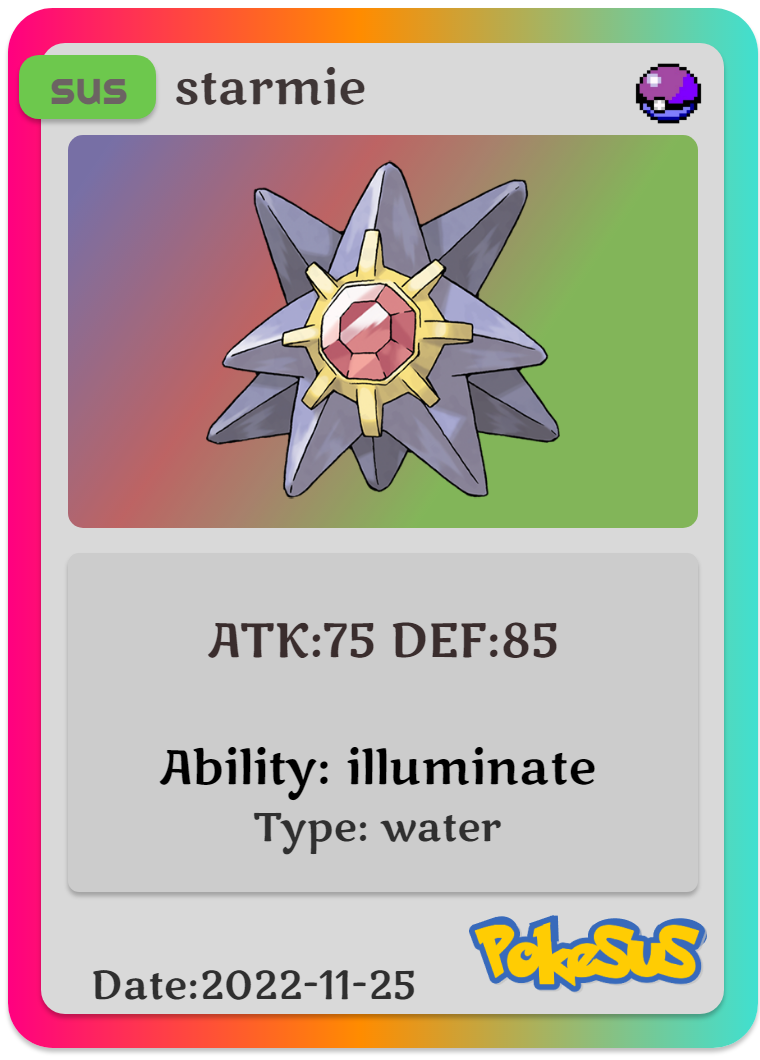 sus starmie
ATK:75 DEF:85
Ability: illuminate
Type: water
PokeSuS
Date:2022-11-25